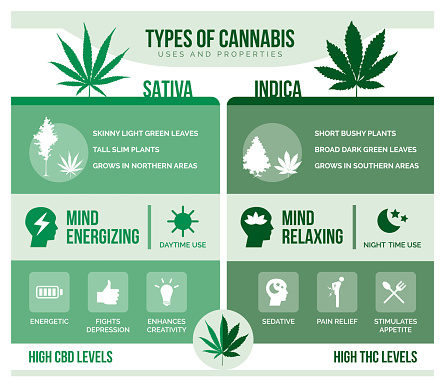 TYPES OF CANNABIS
USES AND PROPERTIES
SATIVA
SKINNY LIGHT GREEN LEAVES
TALL SLIM PLANTS
GROWS IN NORTHERN AREAS
MIND
ENERGIZING
DAYTIME USE
ENERGETIC
FIGHTS
DEPRESSION
ENHANCES
CREATIVITY
HIGH CBD LEVELS
INDICA
SHORT BUSHY PLANTS
BROAD DARK GREEN LEAVES
GROWS IN SOUTHERN AREAS
MIND
RELAXING
NIGHT TIME USE
SEDATIVE
PAIN RELIEF
STIMULATES
APPETITE
HIGH THC LEVELS